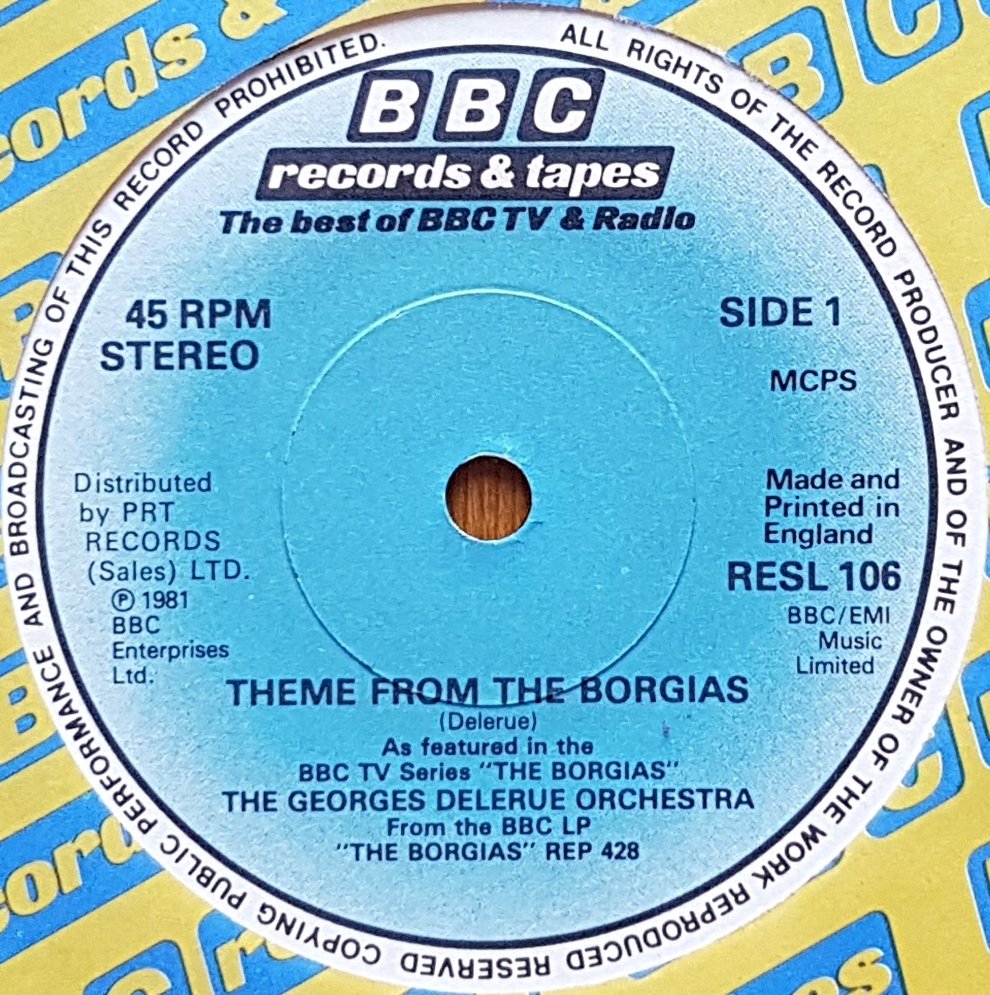 ALL RIGHTS OF THE RECORD PRODUCER AND OF THE OWNER OF THE WORK REPRODUCED RESERVED COPYING PUBLIC PERFORMANCE AND BROADCASTING OF THIS RECORD PROHIBITED.
BBC
records & tapes
The best of BBC TV & Radio
45 RPM
STEREO
SIDE 1
MCPS
Distributed
by PRT
RECORDS
(Sales) LTD.
℗ 1981
BBC
Enterprises
Ltd.
Made and
Printed in
England
RESL 106
BBC/EMI
Music
Limited
THEME FROM THE BORGIAS
(Delerue)
As featured in the
BBC TV Series "THE BORGIAS"
THE GEORGES DELERUE ORCHESTRA
From the BBC LP
"THE BORGIAS" REP 428